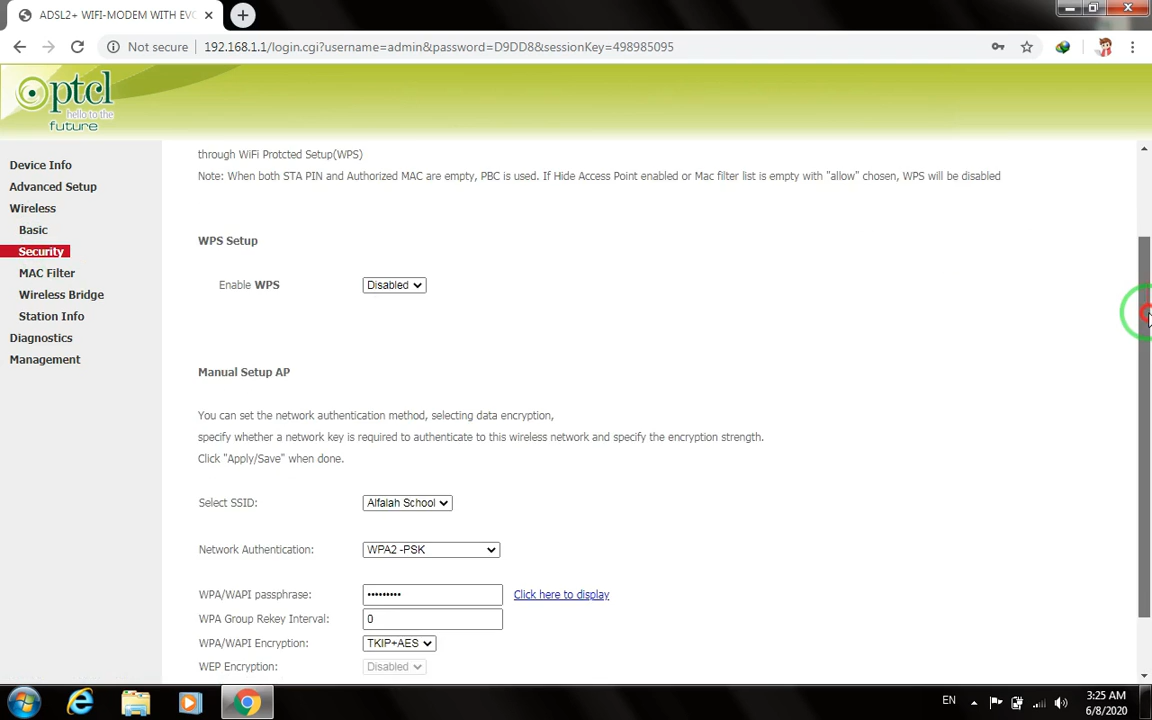 ADSL2+ WIFI-MODEM WITH EVO
Not secure 192.168.1.1/login.cgi?username=admin&password=D9DD8&sessionKey=498985095
ptcl
hello to the
future
Device Info
Advanced Setup
Wireless
Basic
Security
MAC Filter
Wireless Bridge
Station Info
Diagnostics
Management
through WiFi Protcted Setup(WPS)
Note: When both STA PIN and Authorized MAC are empty, PBC is used. If Hide Access Point enabled or Mac filter list is empty with "allow" chosen, WPS will be disabled
WPS Setup
Enable WPS Disabled
Manual Setup AP
You can set the network authentication method, selecting data encryption,
specify whether a network key is required to authenticate to this wireless network and specify the encryption strength.
Click "Apply/Save" when done.
Select SSID: Alfalah School
Network Authentication: WPA2 -PSK
WPA/WAPI passphrase: ••••••••• Click here to display
WPA Group Rekey Interval: 0
WPA/WAPI Encryption: TKIP+AES
WEP Encryption: Disabled
EN
3:25 AM
6/8/2020